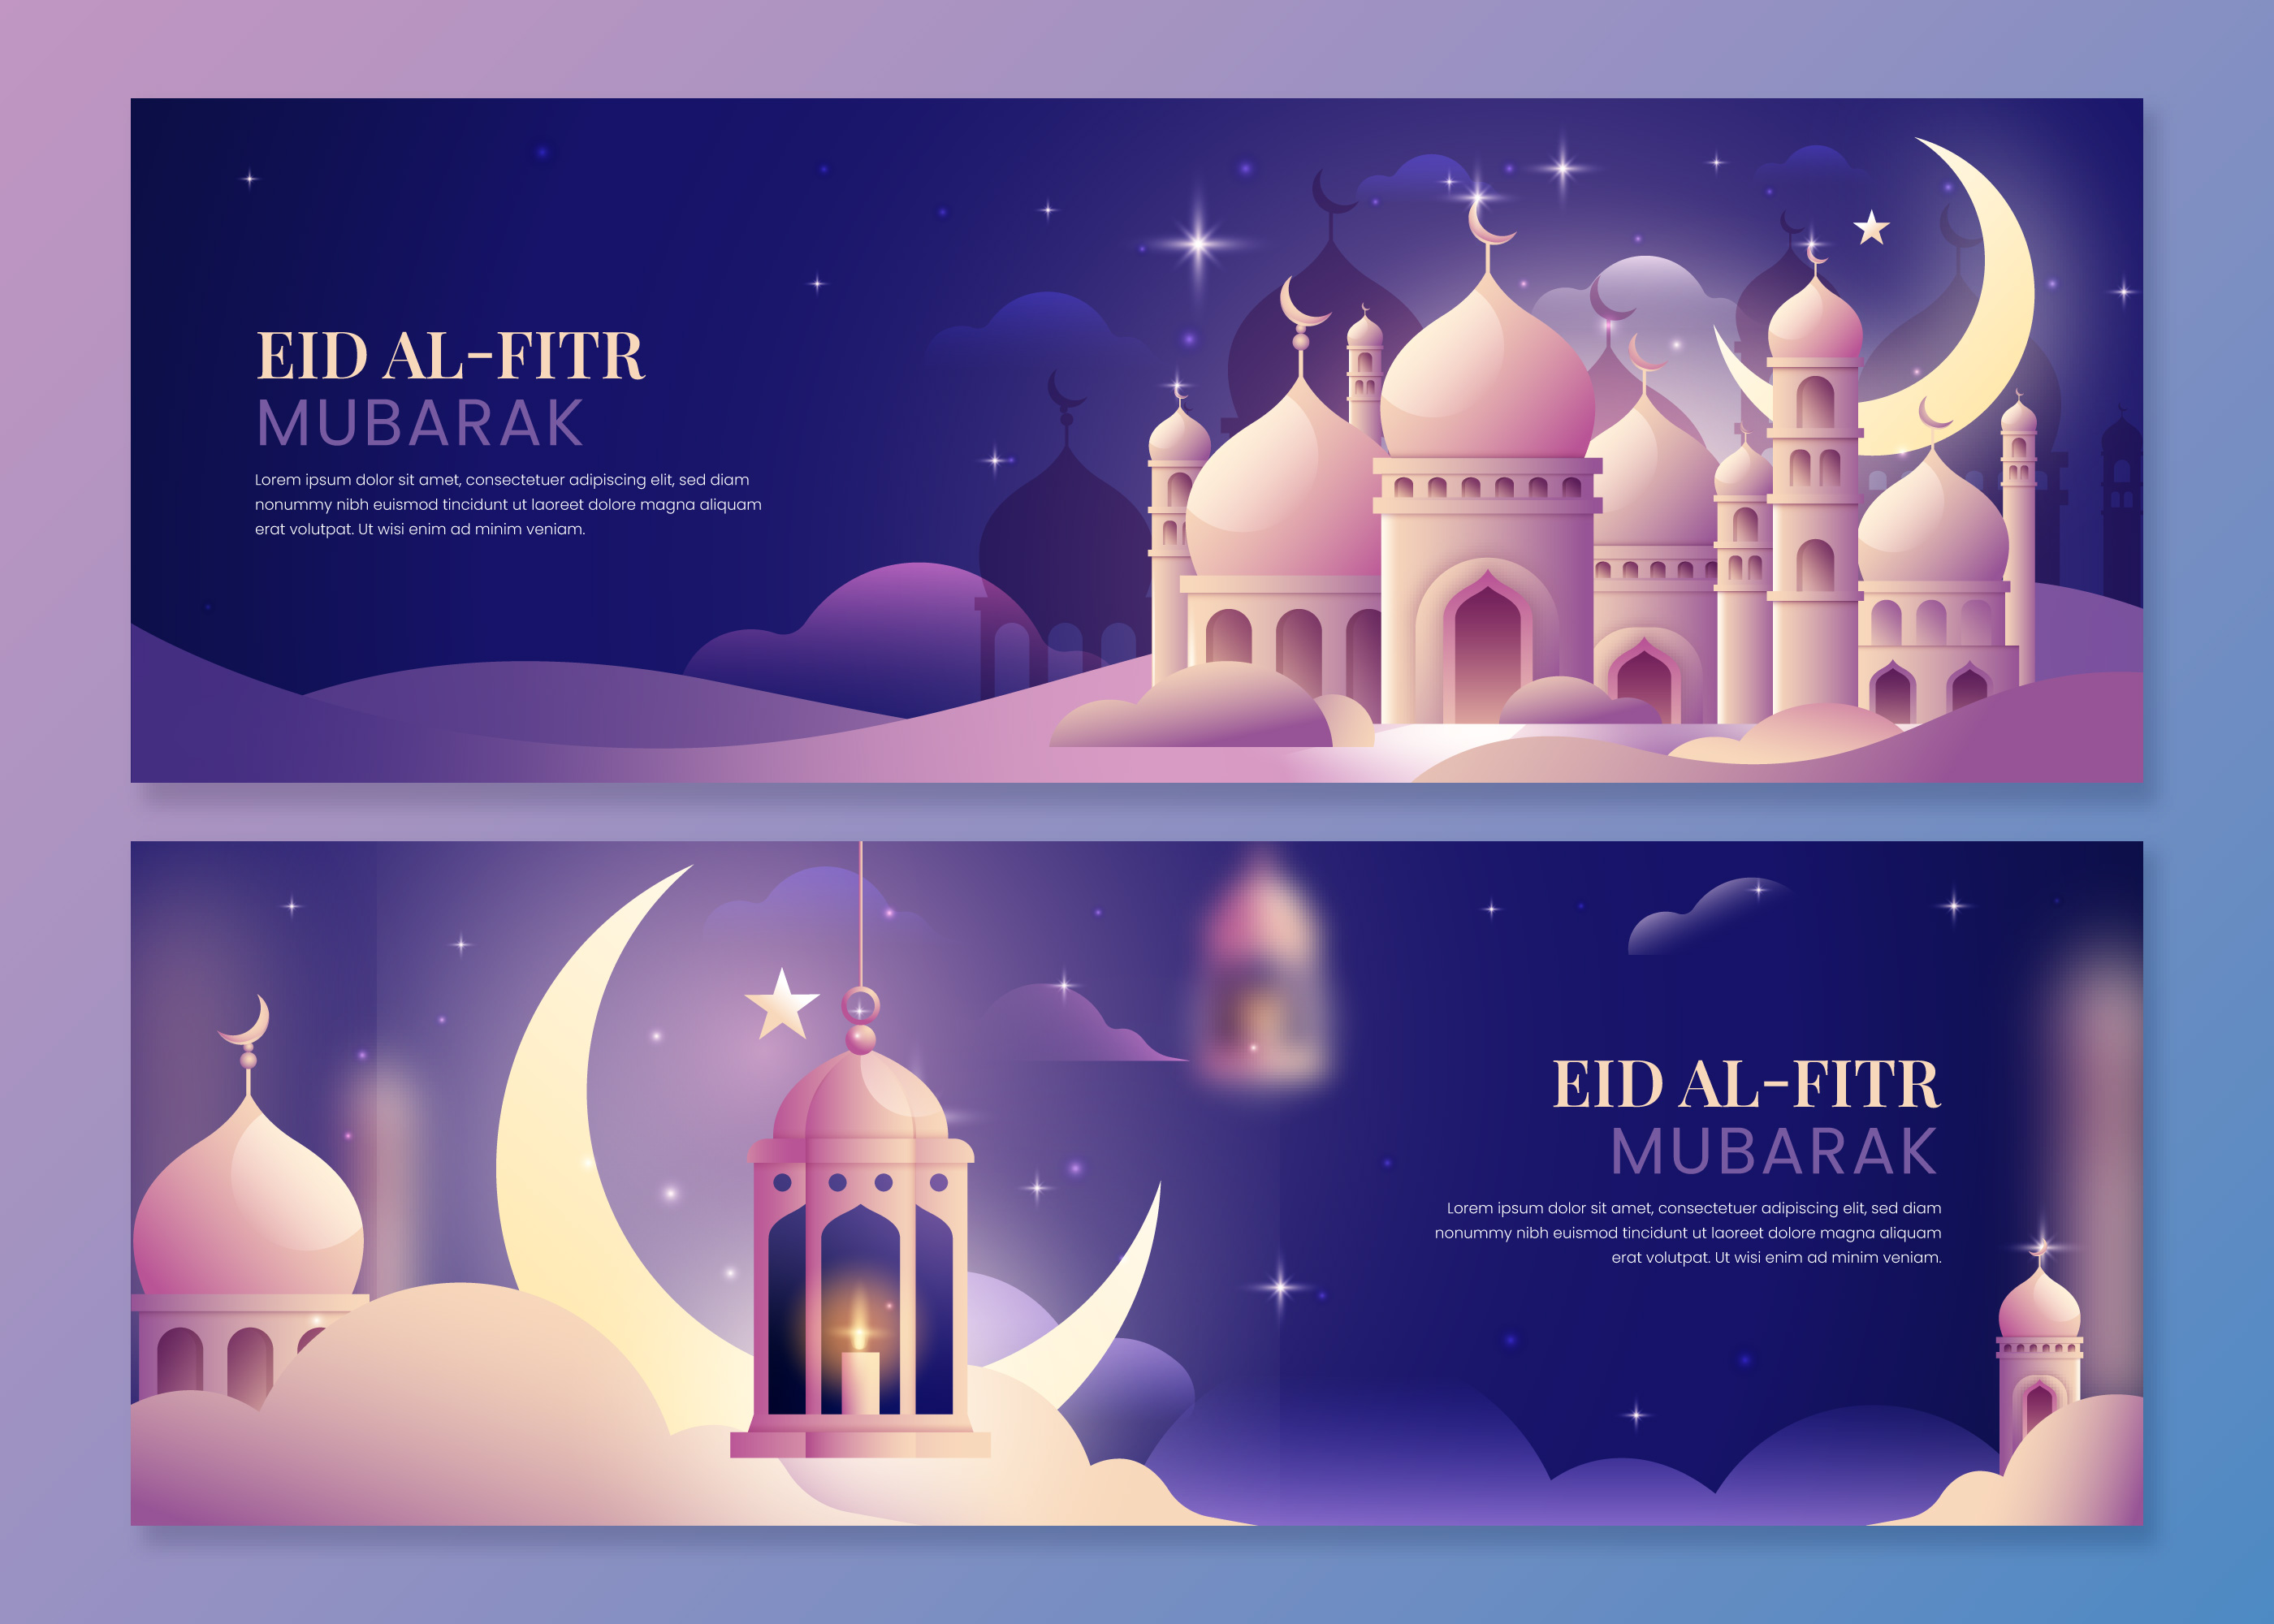 EID AL-FITR
MUBARAK
Lorem ipsum dolor sit amet, consectetuer adipiscing elit, sed diam
nonummy nibh euismod tincidunt ut laoreet dolore magna aliquam
erat volutpat. Ut wisi enim ad minim veniam.
EID AL-FITR
MUBARAK
Lorem ipsum dolor sit amet, consectetuer adipiscing elit, sed diam
nonummy nibh euismod tincidunt ut laoreet dolore magna aliquam
erat volutpat. Ut wisi enim ad minim veniam.